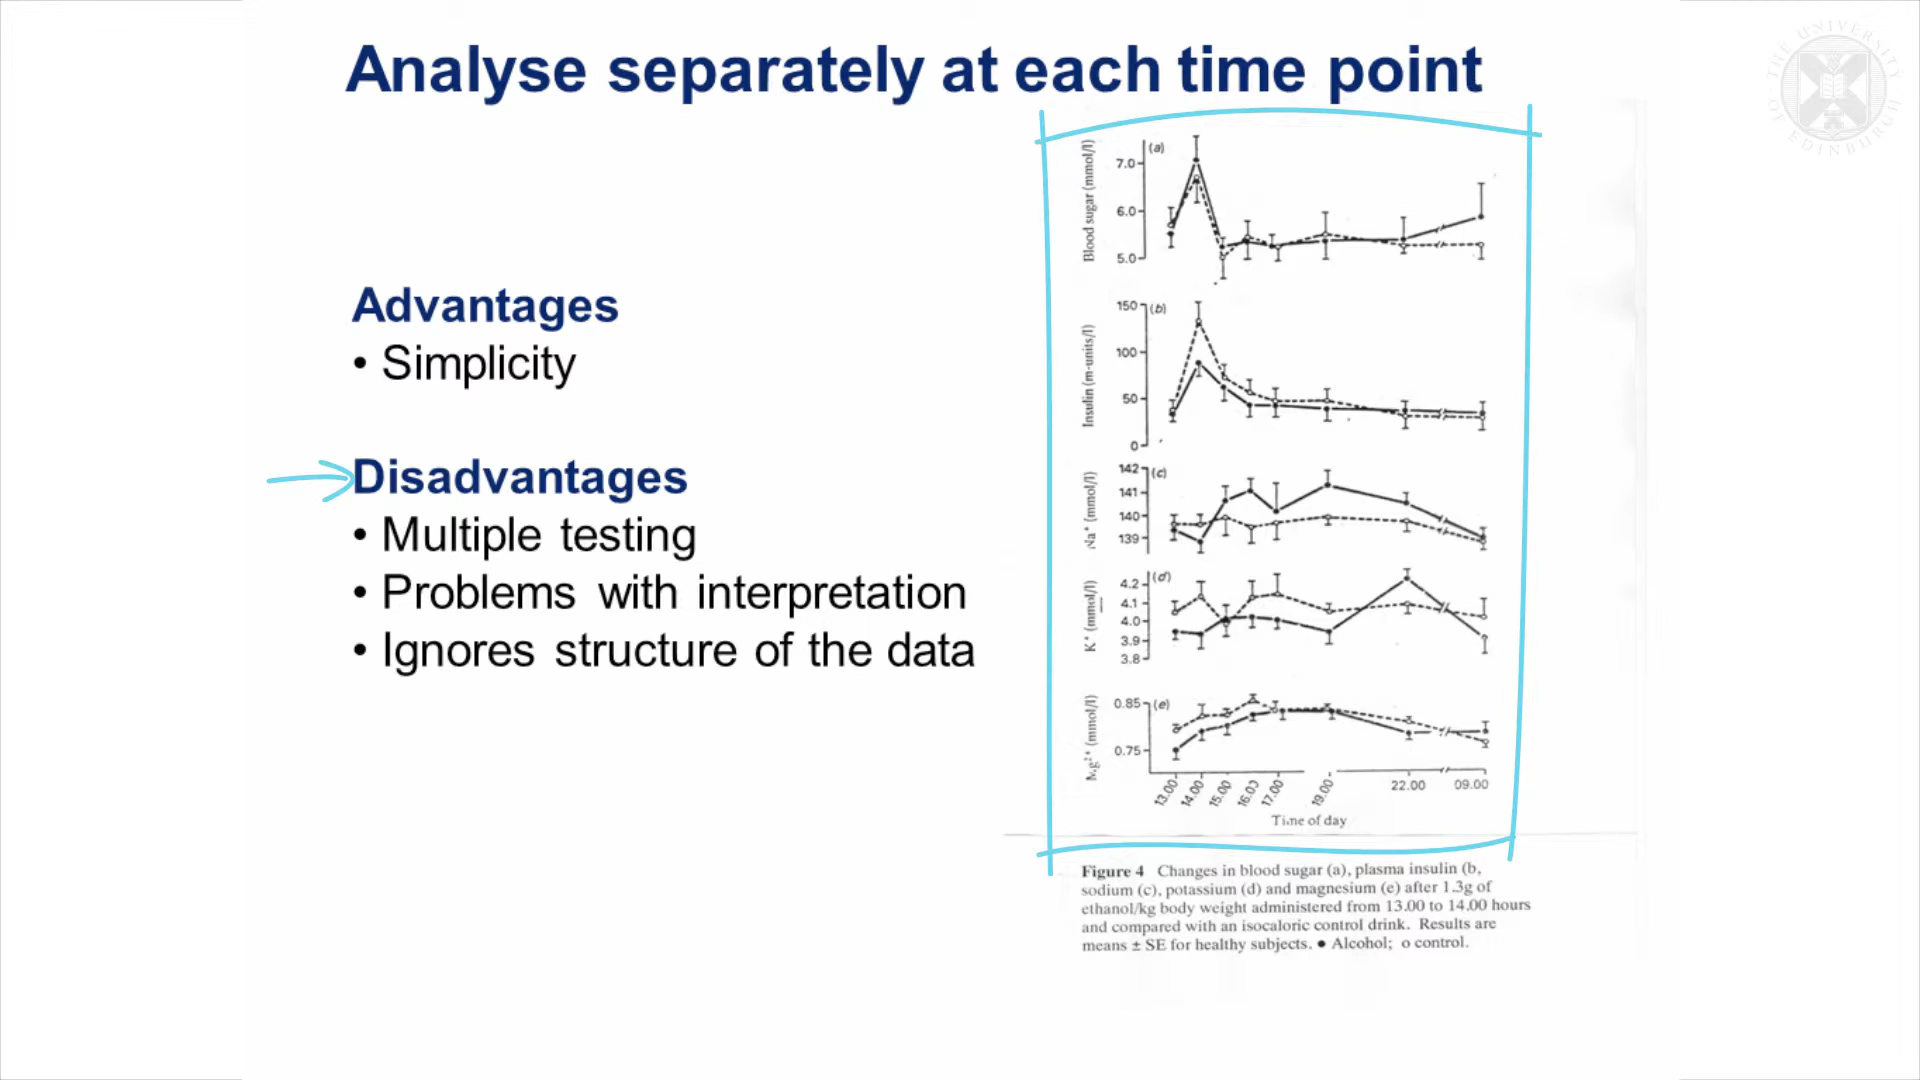 Analyse separately at each time point
THE UNIVERSITY OF EDINBURGH
Advantages
• Simplicity
Disadvantages
• Multiple testing
• Problems with interpretation
• Ignores structure of the data
Blood sugar (mmol/l)
(a)
7.0
6.0
5.0
Insulin (m-units/l)
(b)
150
100
50
0
Na⁺ (mmol/l)
(c)
142
141
140
139
K⁺ (mmol/l)
(d)
4.2
4.1
4.0
3.9
3.8
Mg²⁺ (mmol/l)
(e)
0.85
0.75
13.00 14.00 15.00 16.00 17.00 19.00 22.00 09.00
Time of day
Figure 4 Changes in blood sugar (a), plasma insulin (b,
sodium (c), potassium (d) and magnesium (e) after 1.3g of
ethanol/kg body weight administered from 13.00 to 14.00 hours
and compared with an isocaloric control drink. Results are
means ± SE for healthy subjects. ● Alcohol; o control.